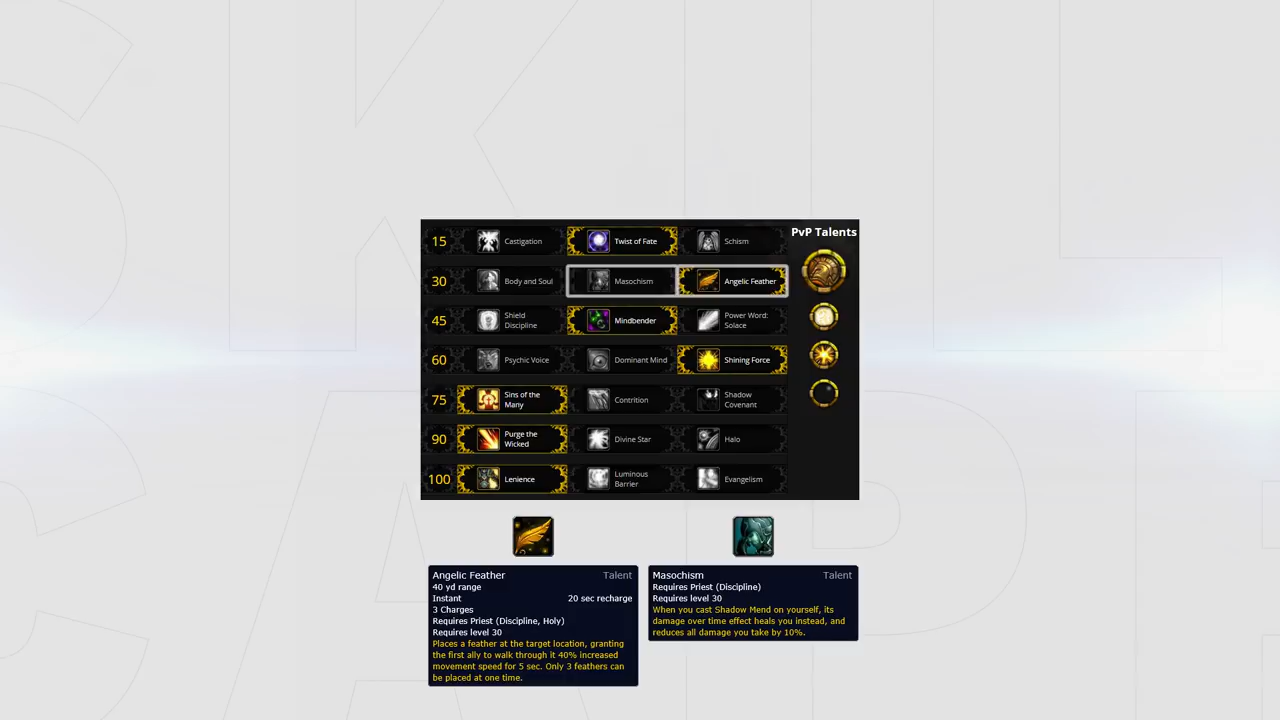 PvP Talents
15 Castigation Twist of Fate Schism
30 Body and Soul Masochism Angelic Feather
45 Shield Discipline Mindbender Power Word: Solace
60 Psychic Voice Dominant Mind Shining Force
75 Sins of the Many Contrition Shadow Covenant
90 Purge the Wicked Divine Star Halo
100 Lenience Luminous Barrier Evangelism
Angelic Feather Talent
40 yd range
Instant 20 sec recharge
3 Charges
Requires Priest (Discipline, Holy)
Requires level 30
Places a feather at the target location, granting
the first ally to walk through it 40% increased
movement speed for 5 sec. Only 3 feathers can
be placed at one time.
Masochism Talent
Requires Priest (Discipline)
Requires level 30
When you cast Shadow Mend on yourself, its
damage over time effect heals you instead, and
reduces all damage you take by 10%.